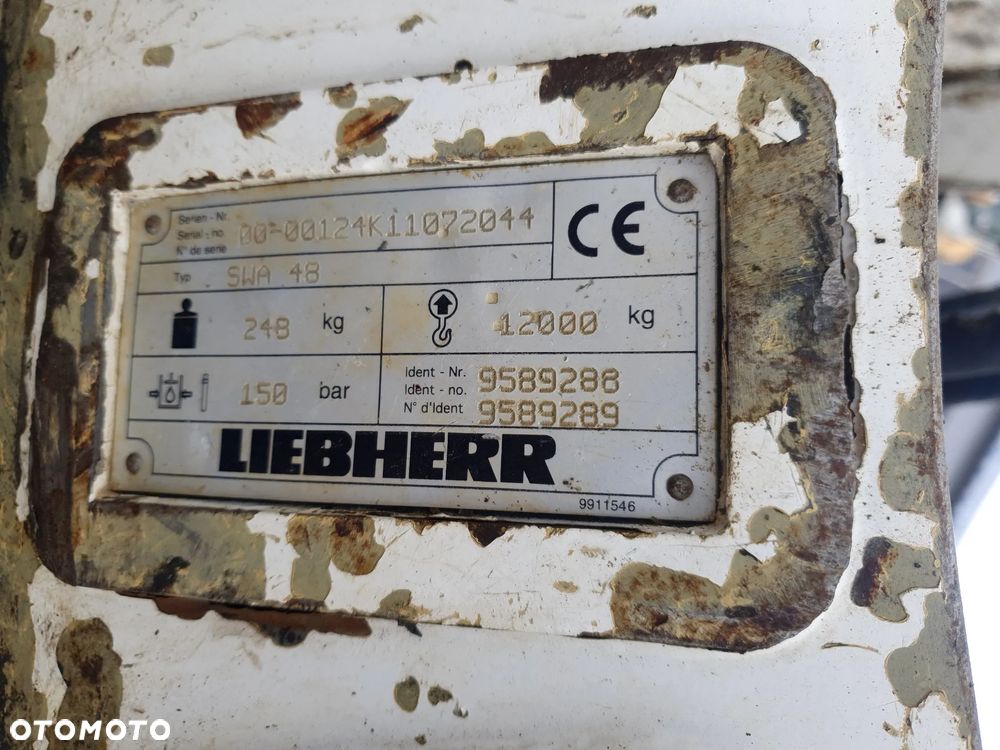 Serien - Nr.
Serial - no. 00-00124K11072044
N° de serie
CE
Typ SWA 48
248 kg
12000 kg
150 bar
Ident - Nr. 9589288
Ident - no.
N° d'Ident 9589289
LIEBHERR
9911546
OTOMOTO